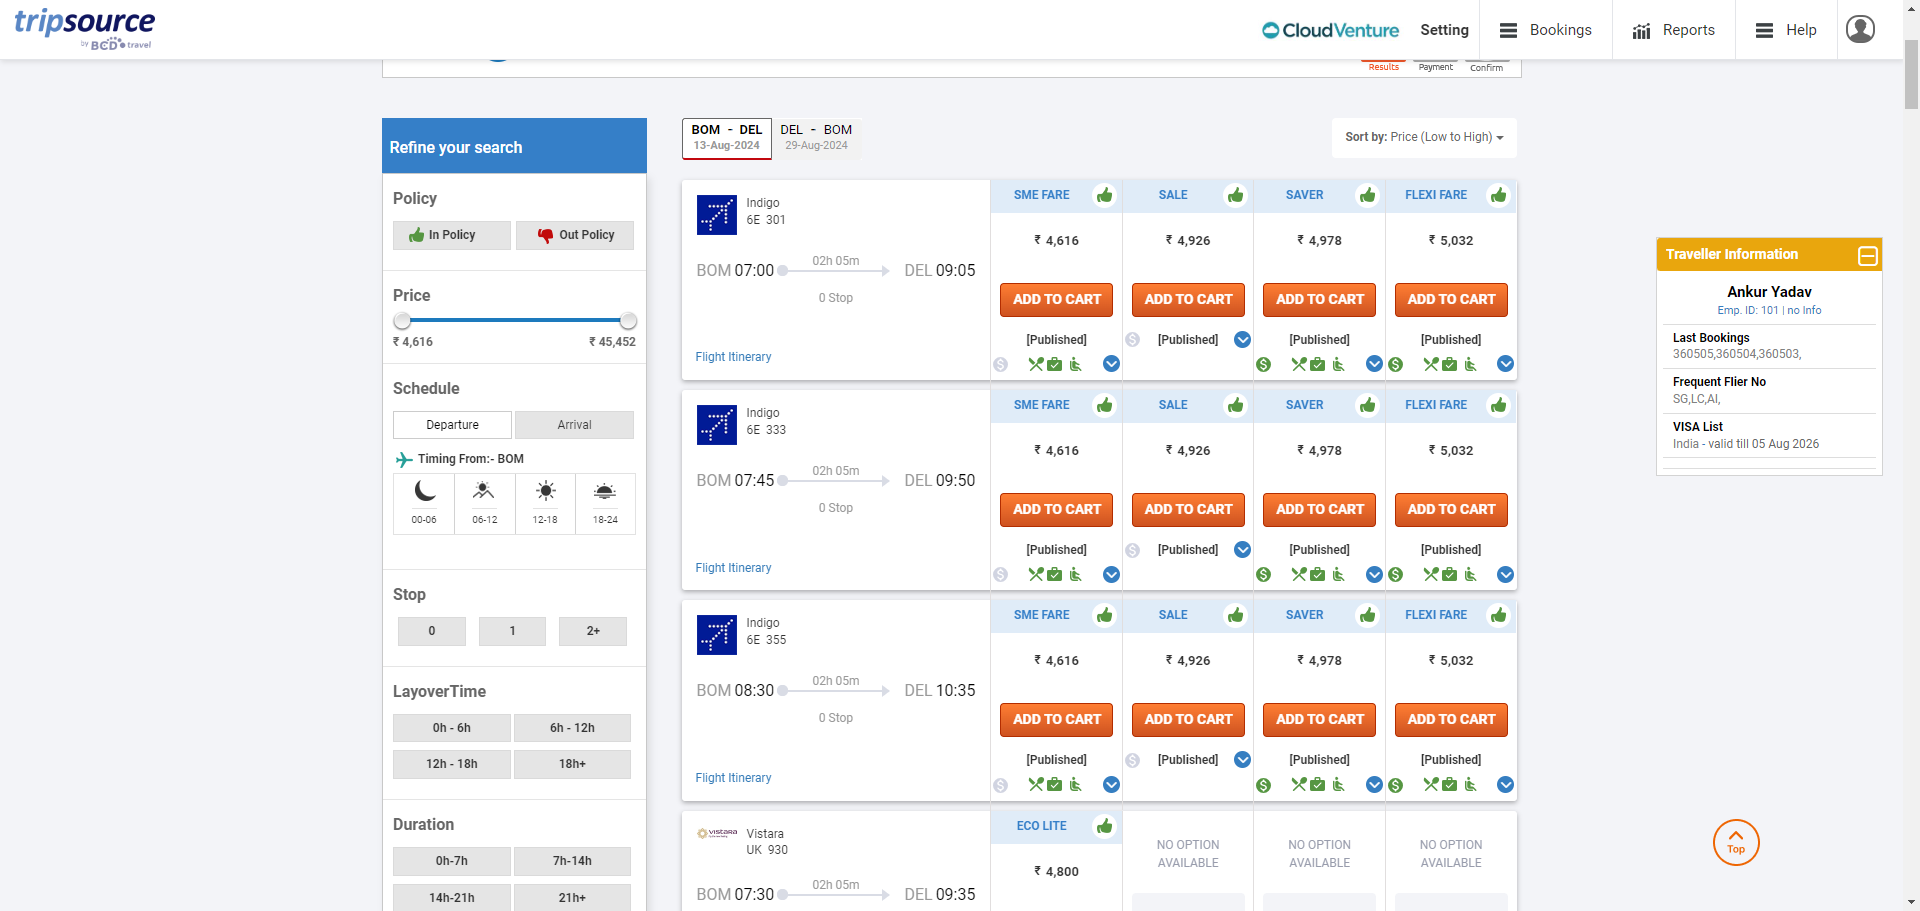 tripsource
by BCD travel
CloudVenture
Setting
Bookings
Reports
Help
Results
Payment
Confirm
Refine your search
Policy
In Policy
Out Policy
Price
₹ 4,616
₹ 45,452
Schedule
Departure
Arrival
Timing From:- BOM
00-06
06-12
12-18
18-24
Stop
0
1
2+
LayoverTime
0h - 6h
6h - 12h
12h - 18h
18h+
Duration
0h-7h
7h-14h
14h-21h
21h+
BOM - DEL
13-Aug-2024
DEL - BOM
29-Aug-2024
Sort by: Price (Low to High)
Indigo
6E 301
BOM 07:00
02h 05m
DEL 09:05
0 Stop
Flight Itinerary
SME FARE
₹ 4,616
ADD TO CART
[Published]
SALE
₹ 4,926
ADD TO CART
[Published]
SAVER
₹ 4,978
ADD TO CART
[Published]
FLEXI FARE
₹ 5,032
ADD TO CART
[Published]
Indigo
6E 333
BOM 07:45
02h 05m
DEL 09:50
0 Stop
Flight Itinerary
SME FARE
₹ 4,616
ADD TO CART
[Published]
SALE
₹ 4,926
ADD TO CART
[Published]
SAVER
₹ 4,978
ADD TO CART
[Published]
FLEXI FARE
₹ 5,032
ADD TO CART
[Published]
Indigo
6E 355
BOM 08:30
02h 05m
DEL 10:35
0 Stop
Flight Itinerary
SME FARE
₹ 4,616
ADD TO CART
[Published]
SALE
₹ 4,926
ADD TO CART
[Published]
SAVER
₹ 4,978
ADD TO CART
[Published]
FLEXI FARE
₹ 5,032
ADD TO CART
[Published]
VISTARA
Vistara
UK 930
BOM 07:30
02h 05m
DEL 09:35
ECO LITE
₹ 4,800
NO OPTION
AVAILABLE
NO OPTION
AVAILABLE
NO OPTION
AVAILABLE
Traveller Information
Ankur Yadav
Emp. ID: 101 | no Info
Last Bookings
360505,360504,360503,
Frequent Flier No
SG,LC,AI,
VISA List
India - valid till 05 Aug 2026
Top